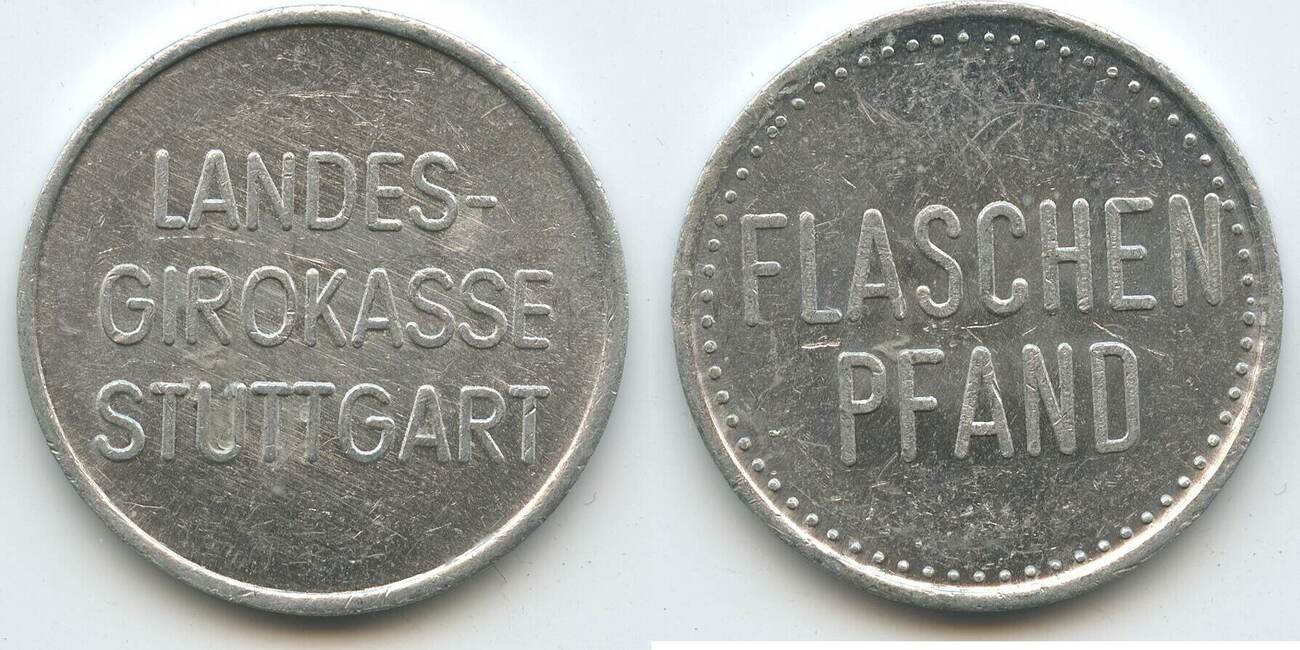 LANDES-
GIROKASSE
STUTTGART
FLASCHEN
PFAND